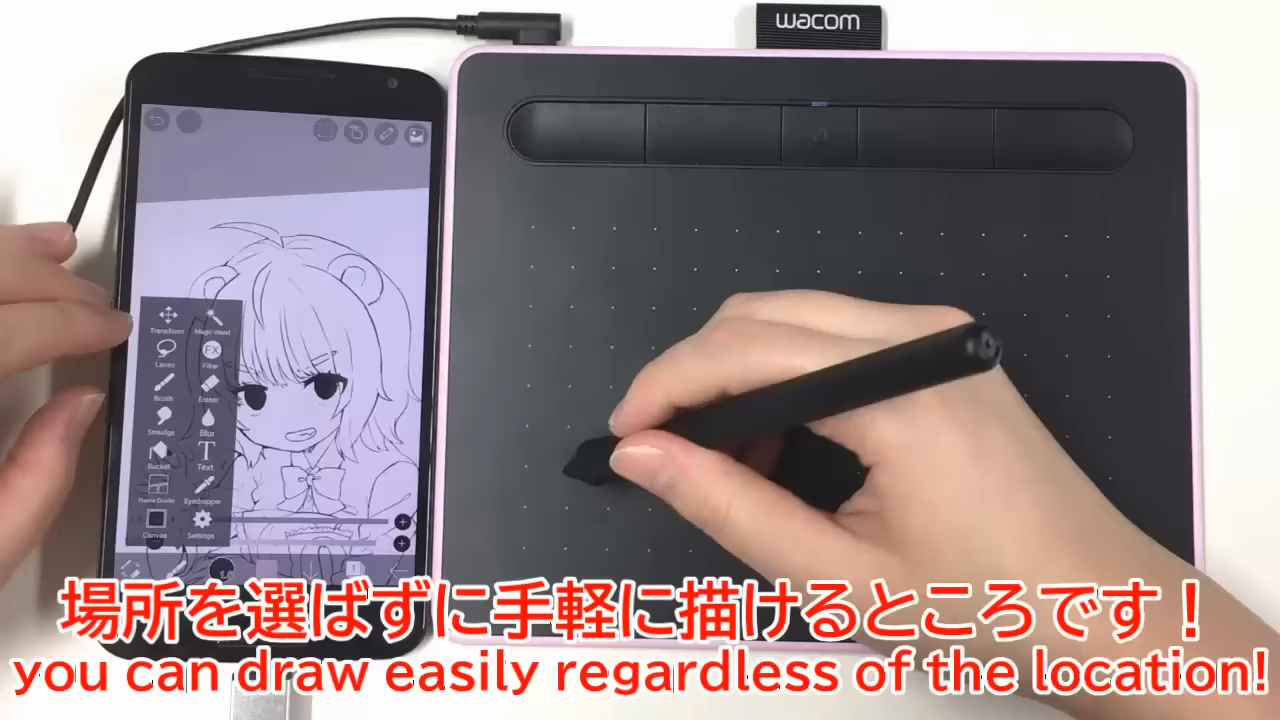 wacom
Transform
Magic Wand
Lasso
FX
Filter
Brush
Eraser
Smudge
Blur
Bucket
T
Text
Frame Divider
Eyedropper
Canvas
Settings
1
場所を選ばずに手軽に描けるところです！
you can draw easily regardless of the location!